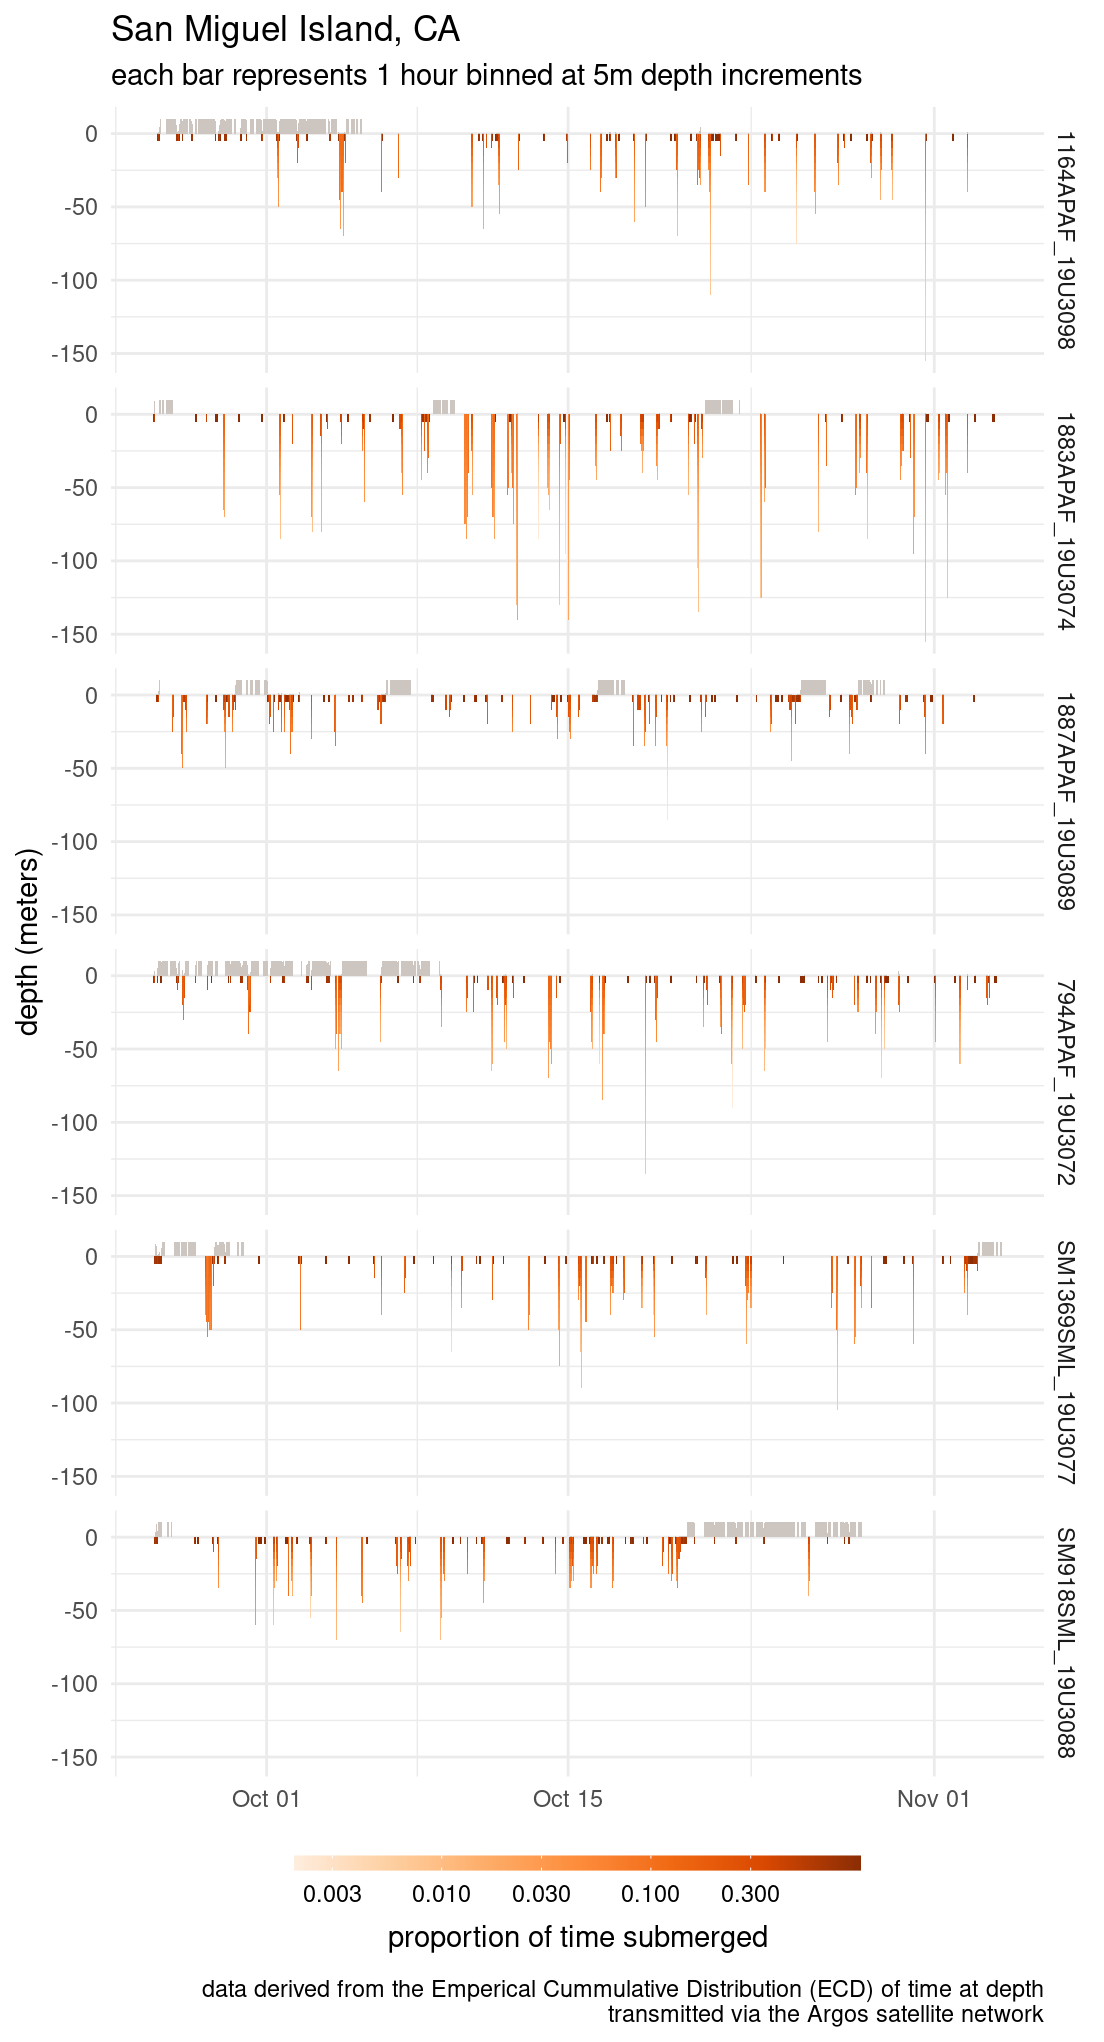 San Miguel Island, CA
each bar represents 1 hour binned at 5m depth increments
depth (meters)
0
-50
-100
-150
1164APAF_19U3098
0
-50
-100
-150
1883APAF_19U3074
0
-50
-100
-150
1887APAF_19U3089
0
-50
-100
-150
794APAF_19U3072
0
-50
-100
-150
SM1369SML_19U3077
0
-50
-100
-150
SM918SML_19U3088
Oct 01 Oct 15 Nov 01
0.003 0.010 0.030 0.100 0.300
proportion of time submerged
data derived from the Emperical Cummulative Distribution (ECD) of time at depth
transmitted via the Argos satellite network